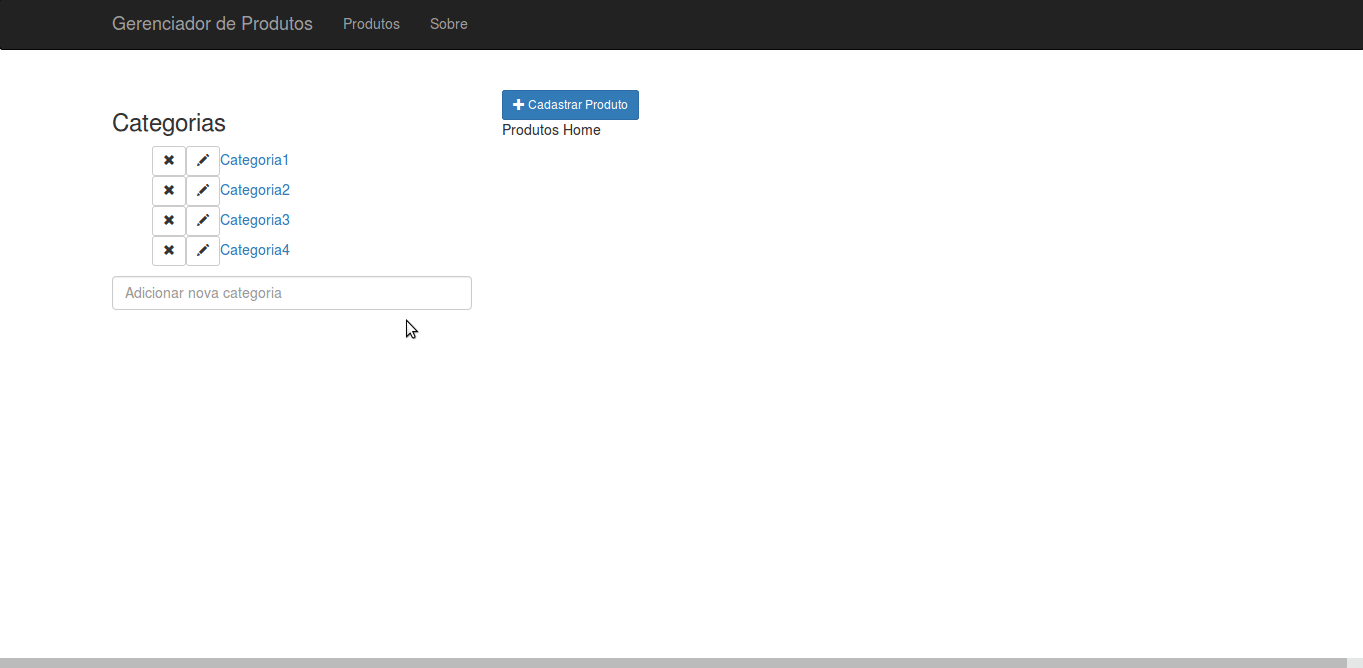 Gerenciador de Produtos Produtos Sobre
Categorias
Categoria1
Categoria2
Categoria3
Categoria4
Adicionar nova categoria
Cadastrar Produto
Produtos Home